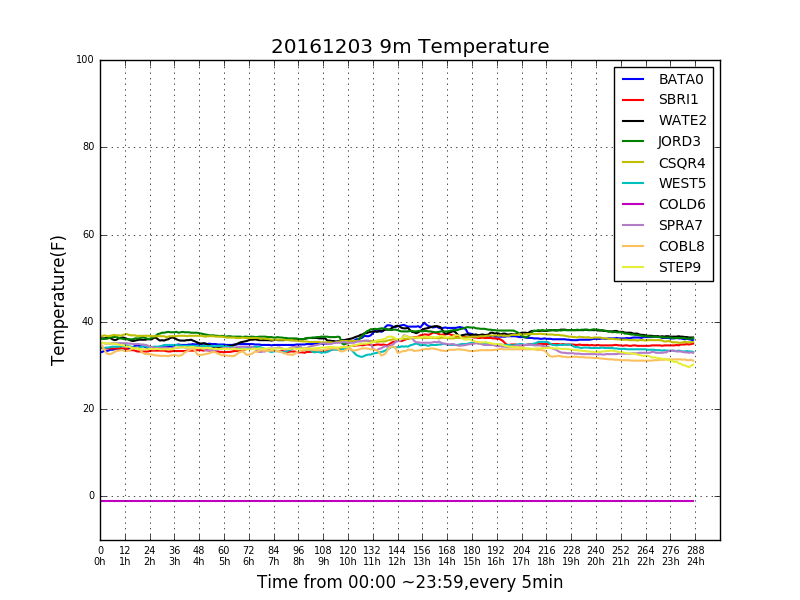 20161203 9m Temperature
100
80
60
40
20
0
Temperature(F)
BATA0
SBRI1
WATE2
JORD3
CSQR4
WEST5
COLD6
SPRA7
COBL8
STEP9
0 12 24 36 48 60 72 84 96 108 120 132 144 156 168 180 192 204 216 228 240 252 264 276 288
0h 1h 2h 3h 4h 5h 6h 7h 8h 9h 10h 11h 12h 13h 14h 15h 16h 17h 18h 19h 20h 21h 22h 23h 24h
Time from 00:00 ~23:59,every 5min